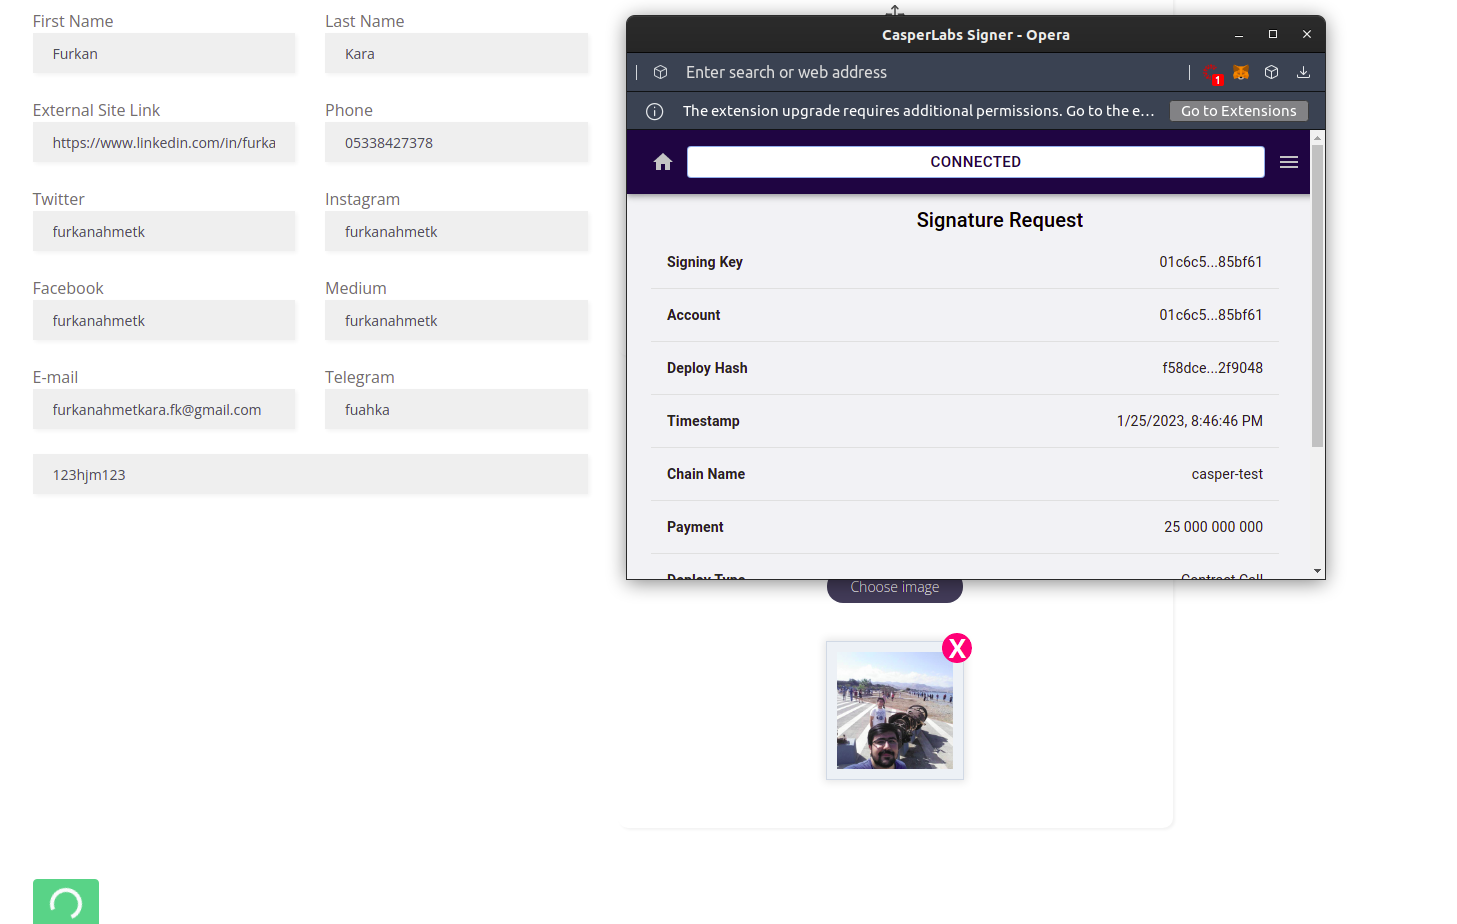 First Name
Last Name
Furkan
Kara
External Site Link
Phone
https://www.linkedin.com/in/furka
05338427378
Twitter
Instagram
furkanahmetk
furkanahmetk
Facebook
Medium
furkanahmetk
furkanahmetk
E-mail
Telegram
furkanahmetkara.fk@gmail.com
fuahka
123hjm123
CasperLabs Signer - Opera
Enter search or web address
1
The extension upgrade requires additional permissions. Go to the e...
Go to Extensions
CONNECTED
Signature Request
Signing Key 01c6c5...85bf61
Account 01c6c5...85bf61
Deploy Hash f58dce...2f9048
Timestamp 1/25/2023, 8:46:46 PM
Chain Name casper-test
Payment 25 000 000 000
Deploy Type Contract Call
Choose image
X